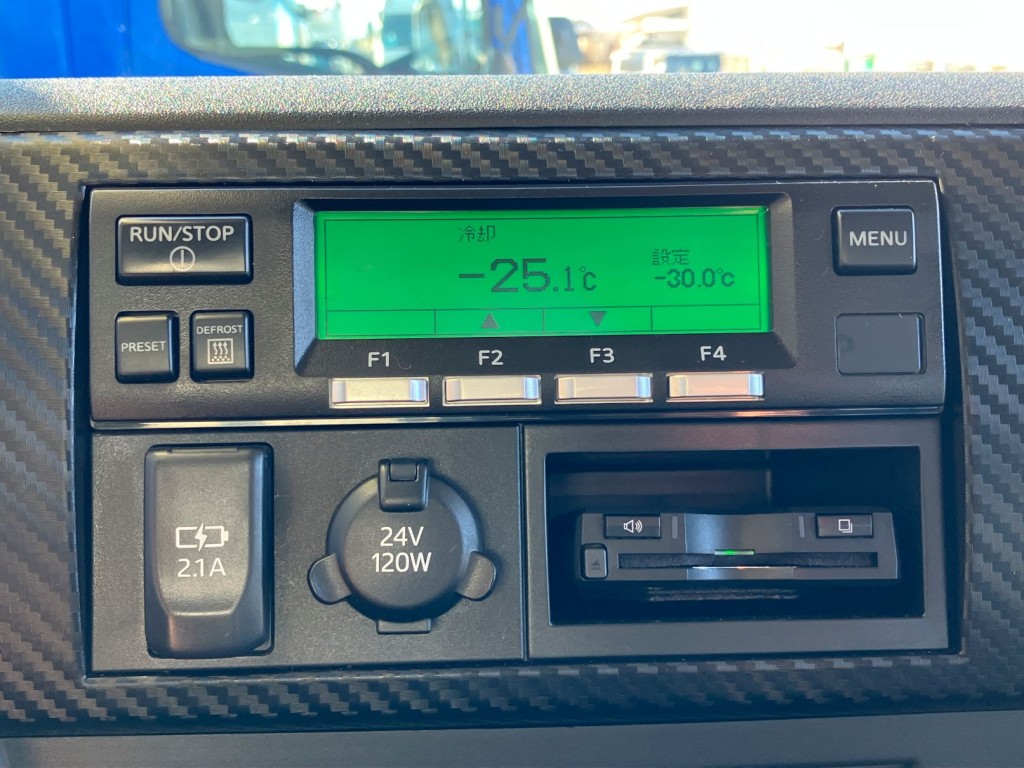 RUN/STOP
冷却
-25.1℃
設定
-30.0℃
MENU
PRESET
DEFROST
▲
▼
F1
F2
F3
F4
2.1A
24V
120W